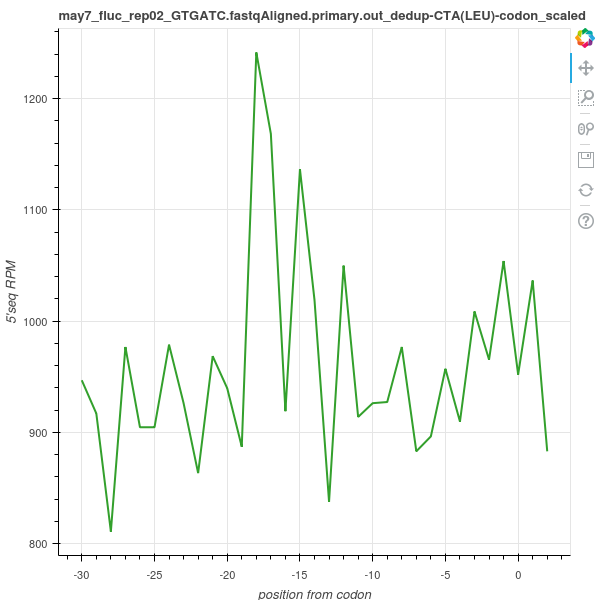 may7_fluc_rep02_GTGATC.fastqAligned.primary.out_dedup-CTA(LEU)-codon_scaled
1200
1100
1000
900
800
5'seq RPM
-30 -25 -20 -15 -10 -5 0
position from codon